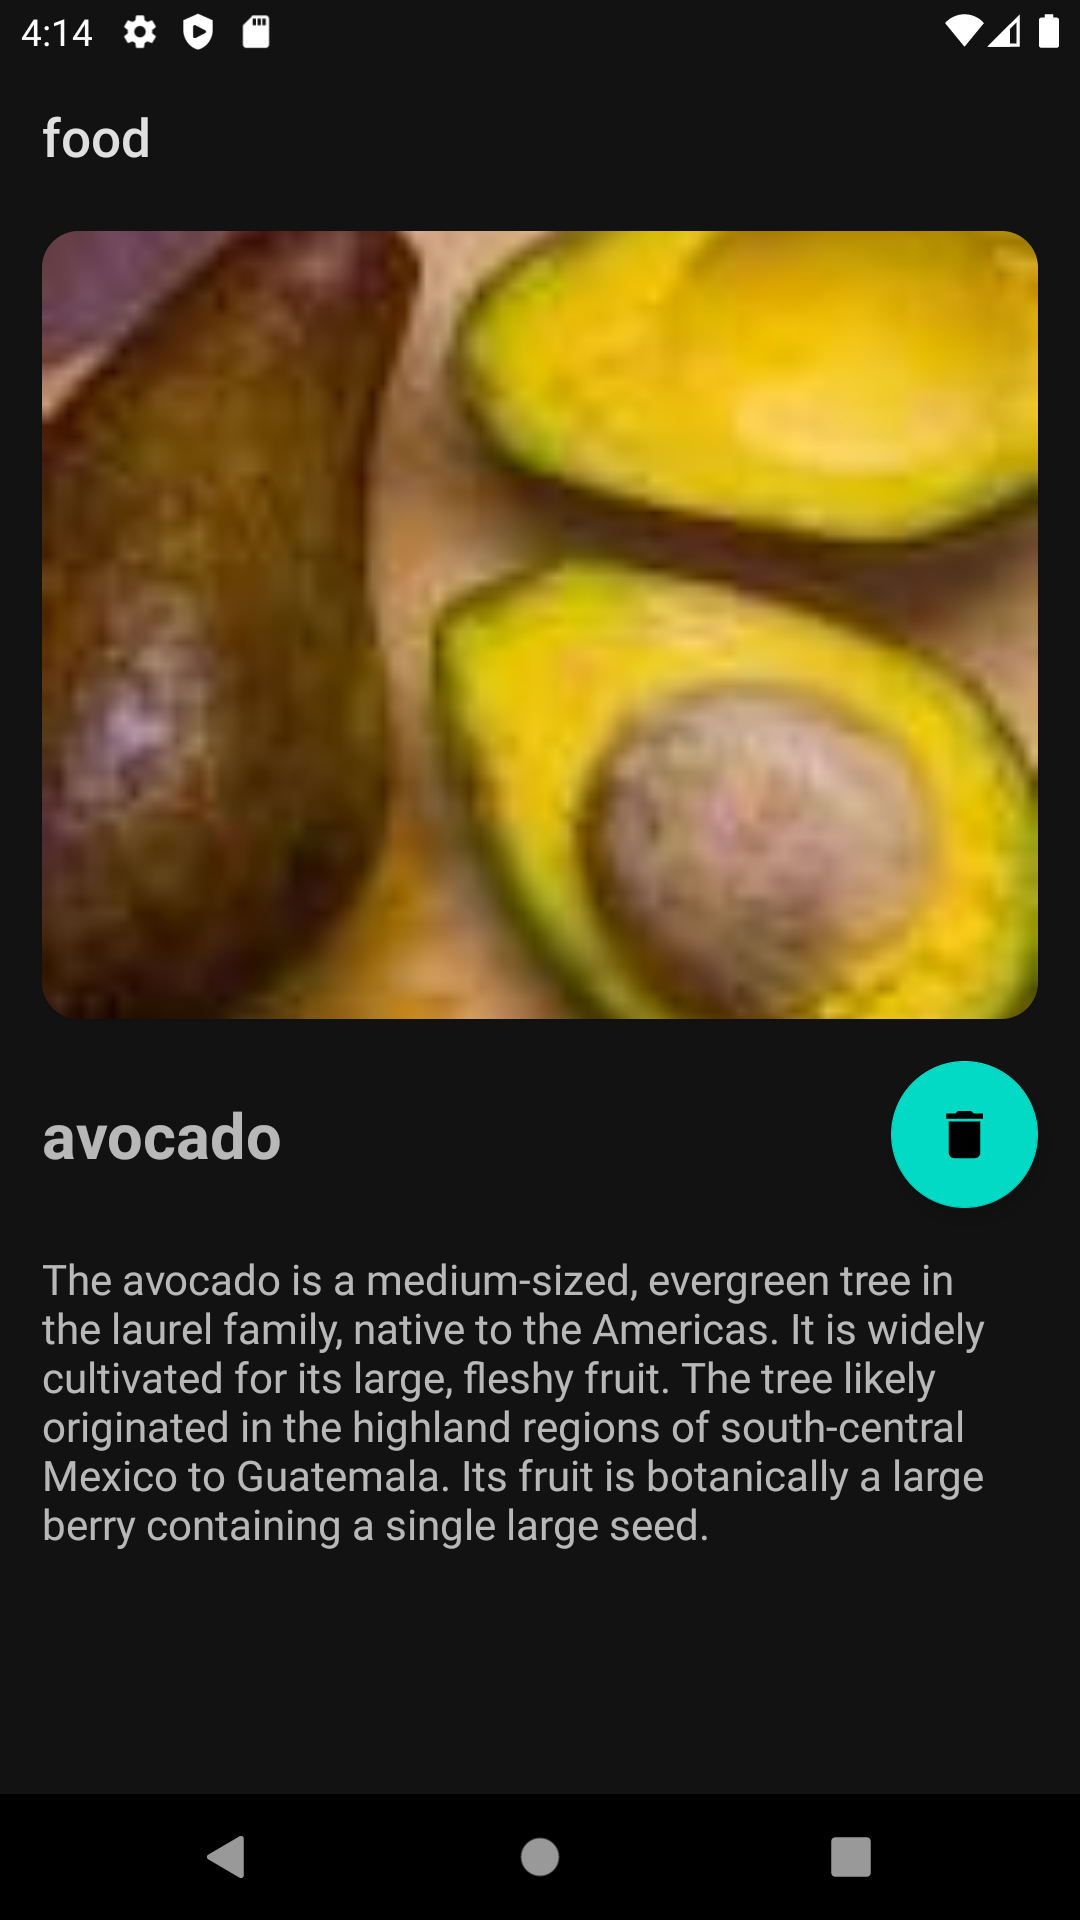 4:14
food
avocado
The avocado is a medium-sized, evergreen tree in
the laurel family, native to the Americas. It is widely
cultivated for its large, fleshy fruit. The tree likely
originated in the highland regions of south-central
Mexico to Guatemala. Its fruit is botanically a large
berry containing a single large seed.